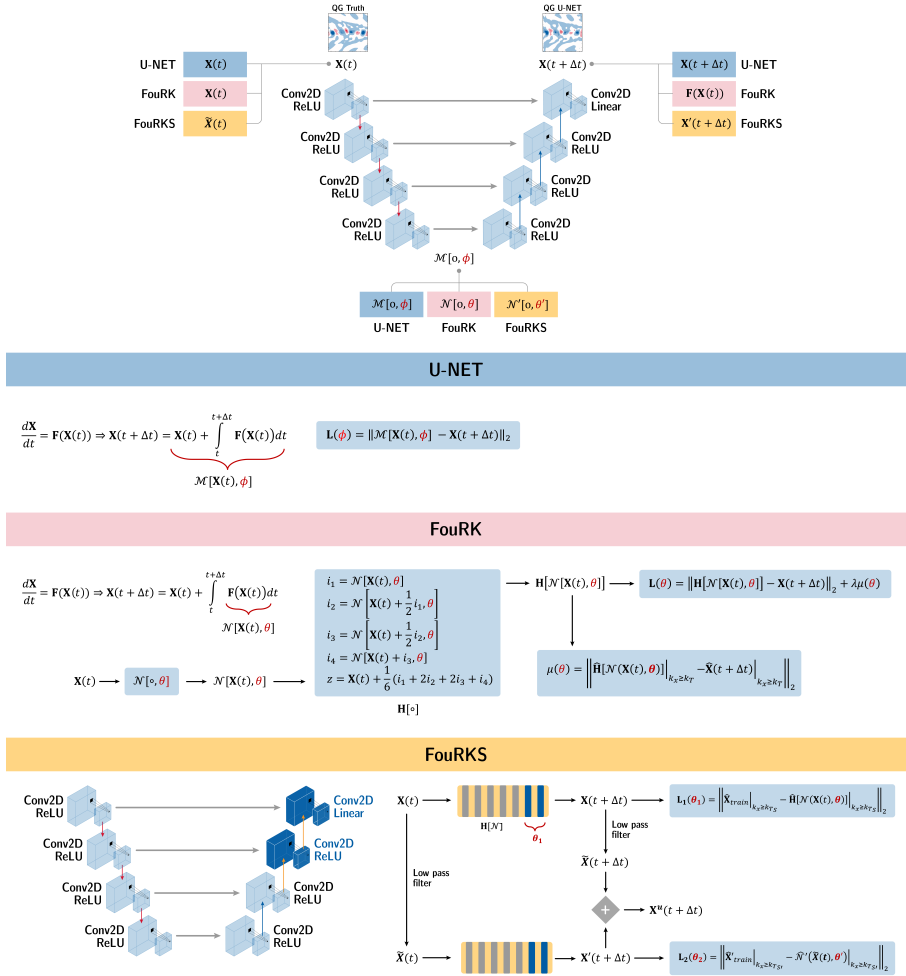 QG Truth
QG U-NET
U-NET 𝐗(t)
𝐗(t)
𝐗(t + Δt)
𝐗(t + Δt) U-NET
FouRK 𝐗(t)
𝐅(𝐗(t)) FouRK
FouRKS X̃(t)
𝐗′(t + Δt) FouRKS
Conv2D
ReLU
Conv2D
Linear
Conv2D
ReLU
Conv2D
ReLU
Conv2D
ReLU
Conv2D
ReLU
Conv2D
ReLU
Conv2D
ReLU
ℳ[o, ϕ]
ℳ[o, ϕ] 𝒩[o, θ] 𝒩′[o, θ′]
U-NET FouRK FouRKS
U-NET
d𝐗/dt = 𝐅(𝐗(t)) ⇒ 𝐗(t + Δt) = 𝐗(t) + ∫_t^{t+Δt} 𝐅(𝐗(t))dt
ℳ[𝐗(t), ϕ]
𝐋(ϕ) = ‖ℳ[𝐗(t), ϕ] − 𝐗(t + Δt)‖₂
FouRK
d𝐗/dt = 𝐅(𝐗(t)) ⇒ 𝐗(t + Δt) = 𝐗(t) + ∫_t^{t+Δt} 𝐅(𝐗(t))dt
𝒩[𝐗(t), θ]
𝐗(t) 𝒩[∘, θ] 𝒩[𝐗(t), θ]
i₁ = 𝒩[𝐗(t), θ]
i₂ = 𝒩[𝐗(t) + 1/2 i₁, θ]
i₃ = 𝒩[𝐗(t) + 1/2 i₂, θ]
i₄ = 𝒩[𝐗(t) + i₃, θ]
z = 𝐗(t) + 1/6 (i₁ + 2i₂ + 2i₃ + i₄)
𝐇[∘]
𝐇[𝒩[𝐗(t), θ]]
𝐋(θ) = ‖𝐇[𝒩[𝐗(t), θ]] − 𝐗(t + Δt)‖₂ + λμ(θ)
μ(θ) = ‖Ĥ[𝒩(𝐗(t), θ)]|_{kₓ≥k_T} − X̂(t + Δt)|_{kₓ≥k_T}‖₂
FouRKS
Conv2D
ReLU
Conv2D
Linear
Conv2D
ReLU
Conv2D
ReLU
Conv2D
ReLU
Conv2D
ReLU
Conv2D
ReLU
Conv2D
ReLU
𝐗(t)
𝐇[𝒩]
θ₁
𝐗(t + Δt)
𝐋₁(θ₁) = ‖X̂_train|_{kₓ≥k_{T_S}} − Ĥ[𝒩(𝐗(t), θ)]|_{kₓ≥k_{T_S}}‖₂
Low pass
filter
Low pass
filter
X̃(t + Δt)
+
𝐗ᵘ(t + Δt)
X̃(t)
𝐗′(t + Δt)
𝐋₂(θ₂) = ‖X̂′_train|_{kₓ≥k_{T_S′}} − 𝒩̂′(X̃(t), θ′)|_{kₓ≥k_{T_S′}}‖₂